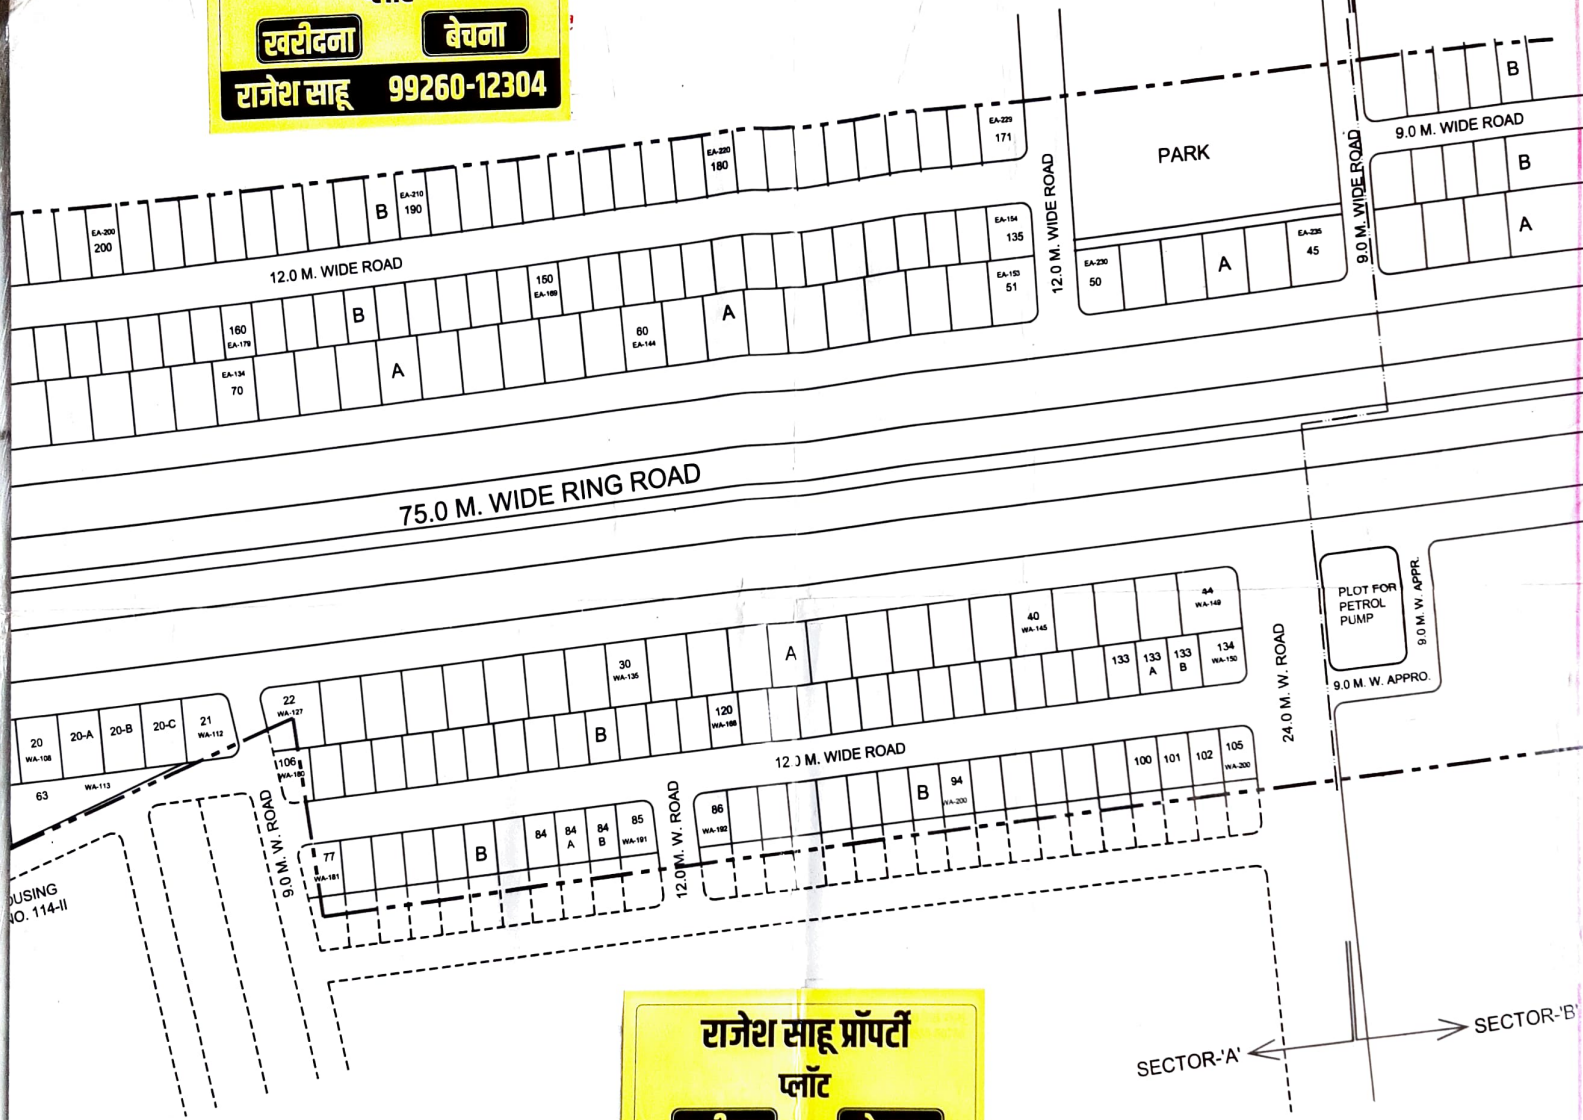 खरीदना बेचना
राजेश साहू 99260-12304
B
9.0 M. WIDE ROAD
EA-229
171
PARK
9.0 M. WIDE ROAD
B
EA-220
180
12.0 M. WIDE ROAD
B
EA-210
190
EA-200
200
EA-154
135
EA-235
45
A
A
EA-230
50
12.0 M. WIDE ROAD
150
EA-169
EA-153
51
160
EA-179
B
60
EA-144
A
EA-134
70
A
75.0 M. WIDE RING ROAD
PLOT FOR
PETROL
PUMP
9.0 M. W. APPR.
9.0 M. W. APPRO.
44
WA-149
40
WA-145
A
30
WA-135
22
WA-127
133
133
A
133
B
134
WA-150
24.0 M. W. ROAD
20
WA-108
20-A
20-B
20-C
21
WA-112
120
B
106
WA-180
63
WA-113
12.0 M. WIDE ROAD
100
101
102
105
WA-200
9.0 M. W. ROAD
12.0 M. W. ROAD
86
WA-192
B
94
WA-200
77
WA-181
B
84
84
A
84
B
85
WA-191
OUSING
NO. 114-II
राजेश साहू प्रॉपर्टी
प्लॉट
SECTOR-'A'
SECTOR-'B'